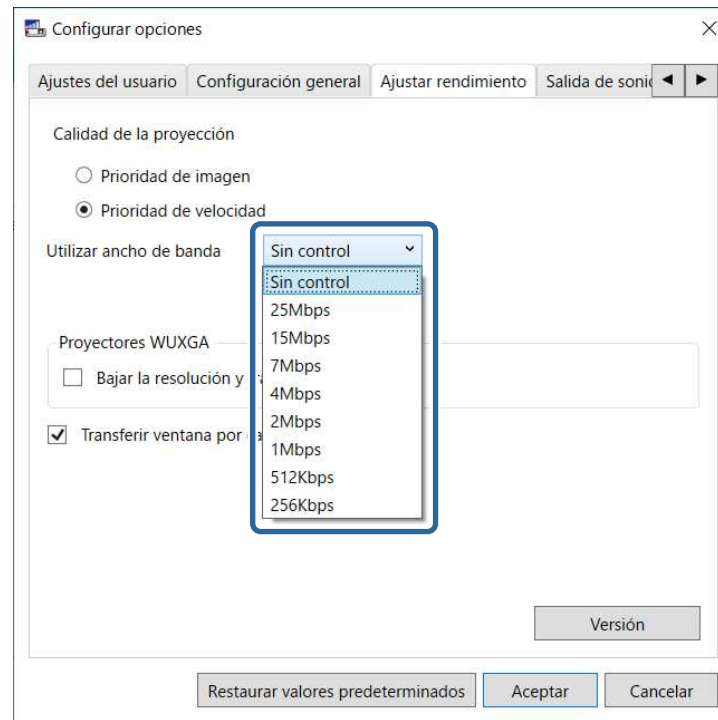 Configurar opciones
Ajustes del usuario Configuración general Ajustar rendimiento Salida de
Calidad de la proyección
Prioridad de imagen
Prioridad de velocidad
Utilizar ancho de banda Sin control
Sin control
25Mbps
15Mbps
Proyectores WUXGA
7Mbps
Bajar la resolución y
4Mbps
2Mbps
Transferir ventana por
1Mbps
512Kbps
256Kbps
Versión
Restaurar valores predeterminados Aceptar Cancelar